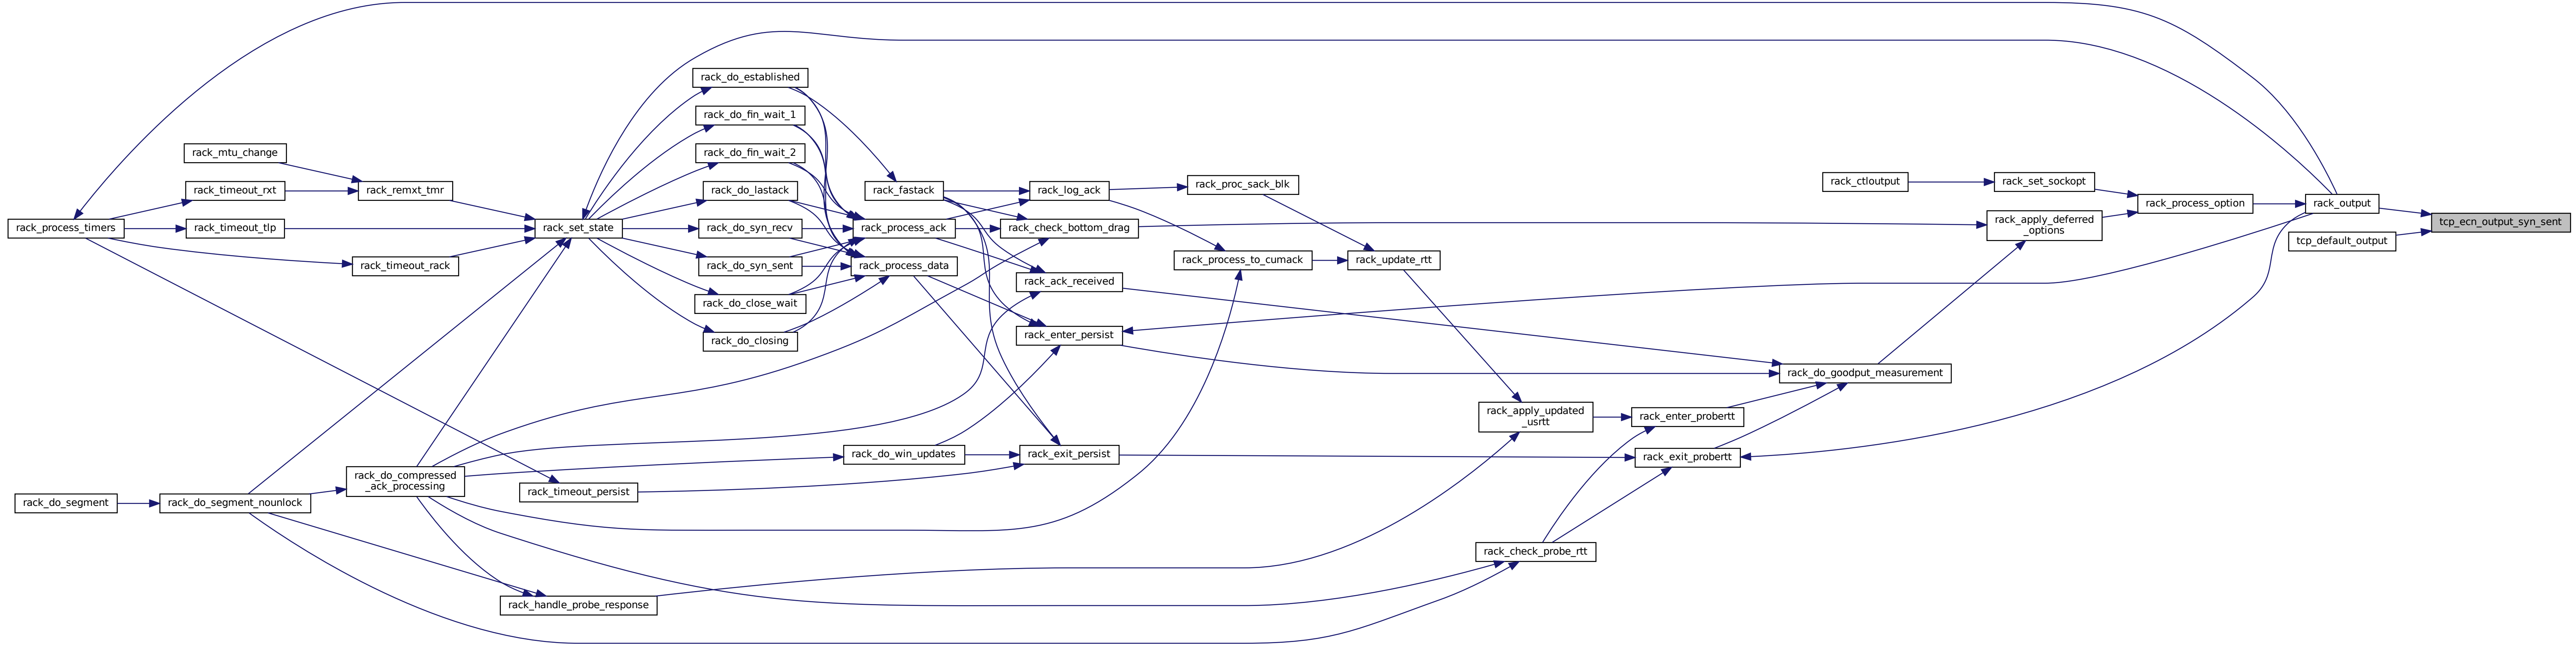 rack_do_established
rack_do_fin_wait_1
rack_mtu_change
rack_do_fin_wait_2
rack_timeout_rxt
rack_remxt_tmr
rack_do_lastack
rack_fastack
rack_log_ack
rack_proc_sack_blk
rack_ctloutput
rack_set_sockopt
rack_process_option
rack_output
rack_process_timers
rack_timeout_tlp
rack_set_state
rack_do_syn_recv
rack_process_ack
rack_check_bottom_drag
rack_apply_deferred
_options
tcp_ecn_output_syn_sent
tcp_default_output
rack_timeout_rack
rack_do_syn_sent
rack_process_data
rack_process_to_cumack
rack_update_rtt
rack_ack_received
rack_do_close_wait
rack_do_closing
rack_enter_persist
rack_do_goodput_measurement
rack_apply_updated
_usrtt
rack_enter_probertt
rack_do_win_updates
rack_exit_persist
rack_exit_probertt
rack_do_compressed
_ack_processing
rack_timeout_persist
rack_do_segment
rack_do_segment_nounlock
rack_check_probe_rtt
rack_handle_probe_response